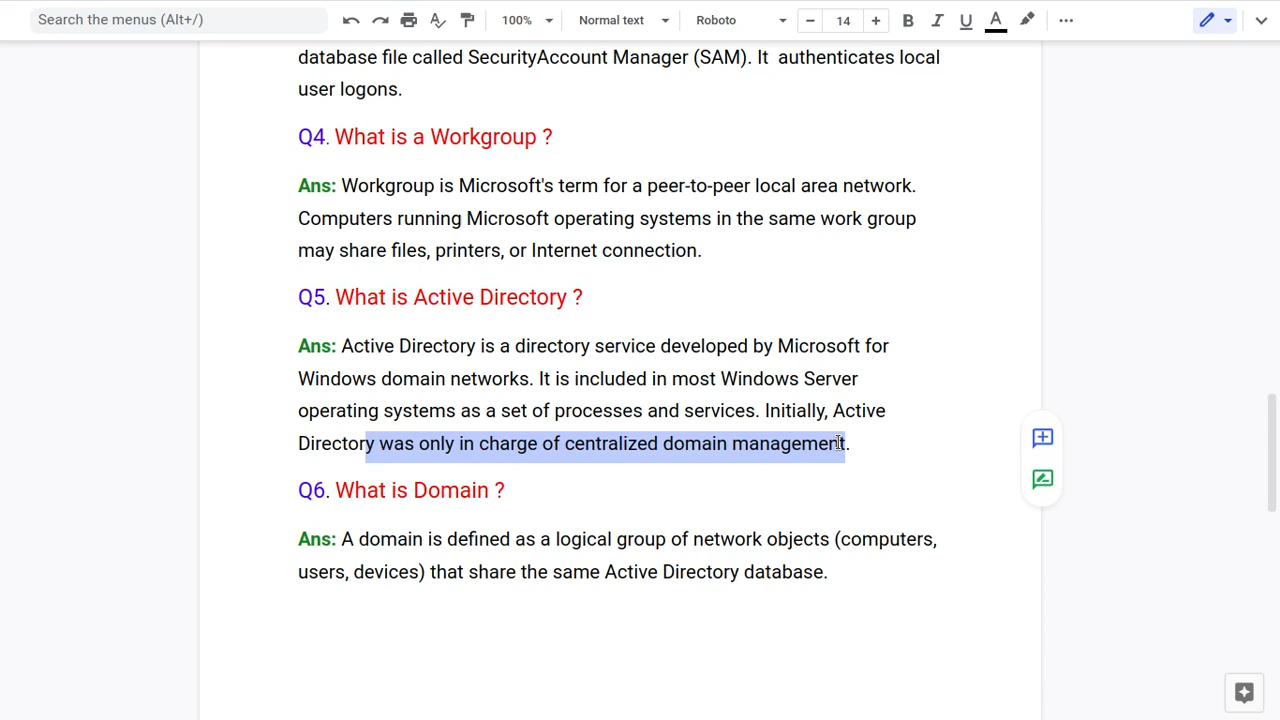 Search the menus (Alt+/)
100%
Normal text
Roboto
14
B I U A
database file called SecurityAccount Manager (SAM). It  authenticates local
user logons.
Q4. What is a Workgroup ?
Ans: Workgroup is Microsoft's term for a peer-to-peer local area network.
Computers running Microsoft operating systems in the same work group
may share files, printers, or Internet connection.
Q5. What is Active Directory ?
Ans: Active Directory is a directory service developed by Microsoft for
Windows domain networks. It is included in most Windows Server
operating systems as a set of processes and services. Initially, Active
Directory was only in charge of centralized domain management.
Q6. What is Domain ?
Ans: A domain is defined as a logical group of network objects (computers,
users, devices) that share the same Active Directory database.